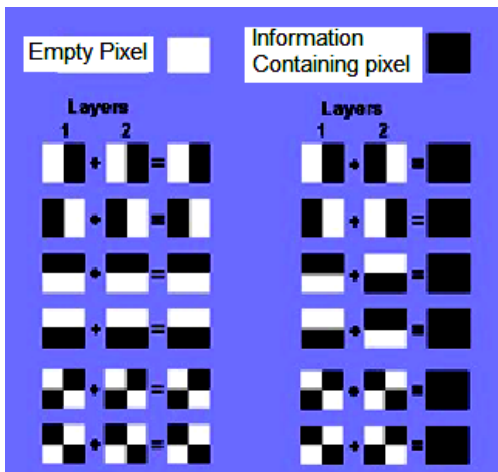 Empty Pixel
Information
Containing pixel
Layers
1 2
Layers
1 2
+ =
+ =
+ =
+ =
+ =
+ =
+ =
+ =
+ =
+ =
+ =
+ =